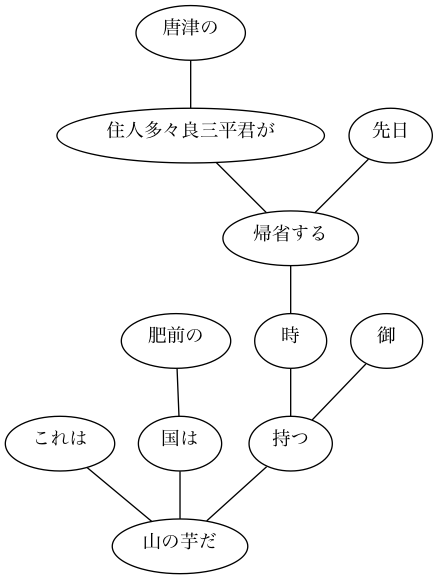 唐津の
住人多々良三平君が
先日
帰省する
肥前の
時
御
これは
国は
持つ
山の芋だ